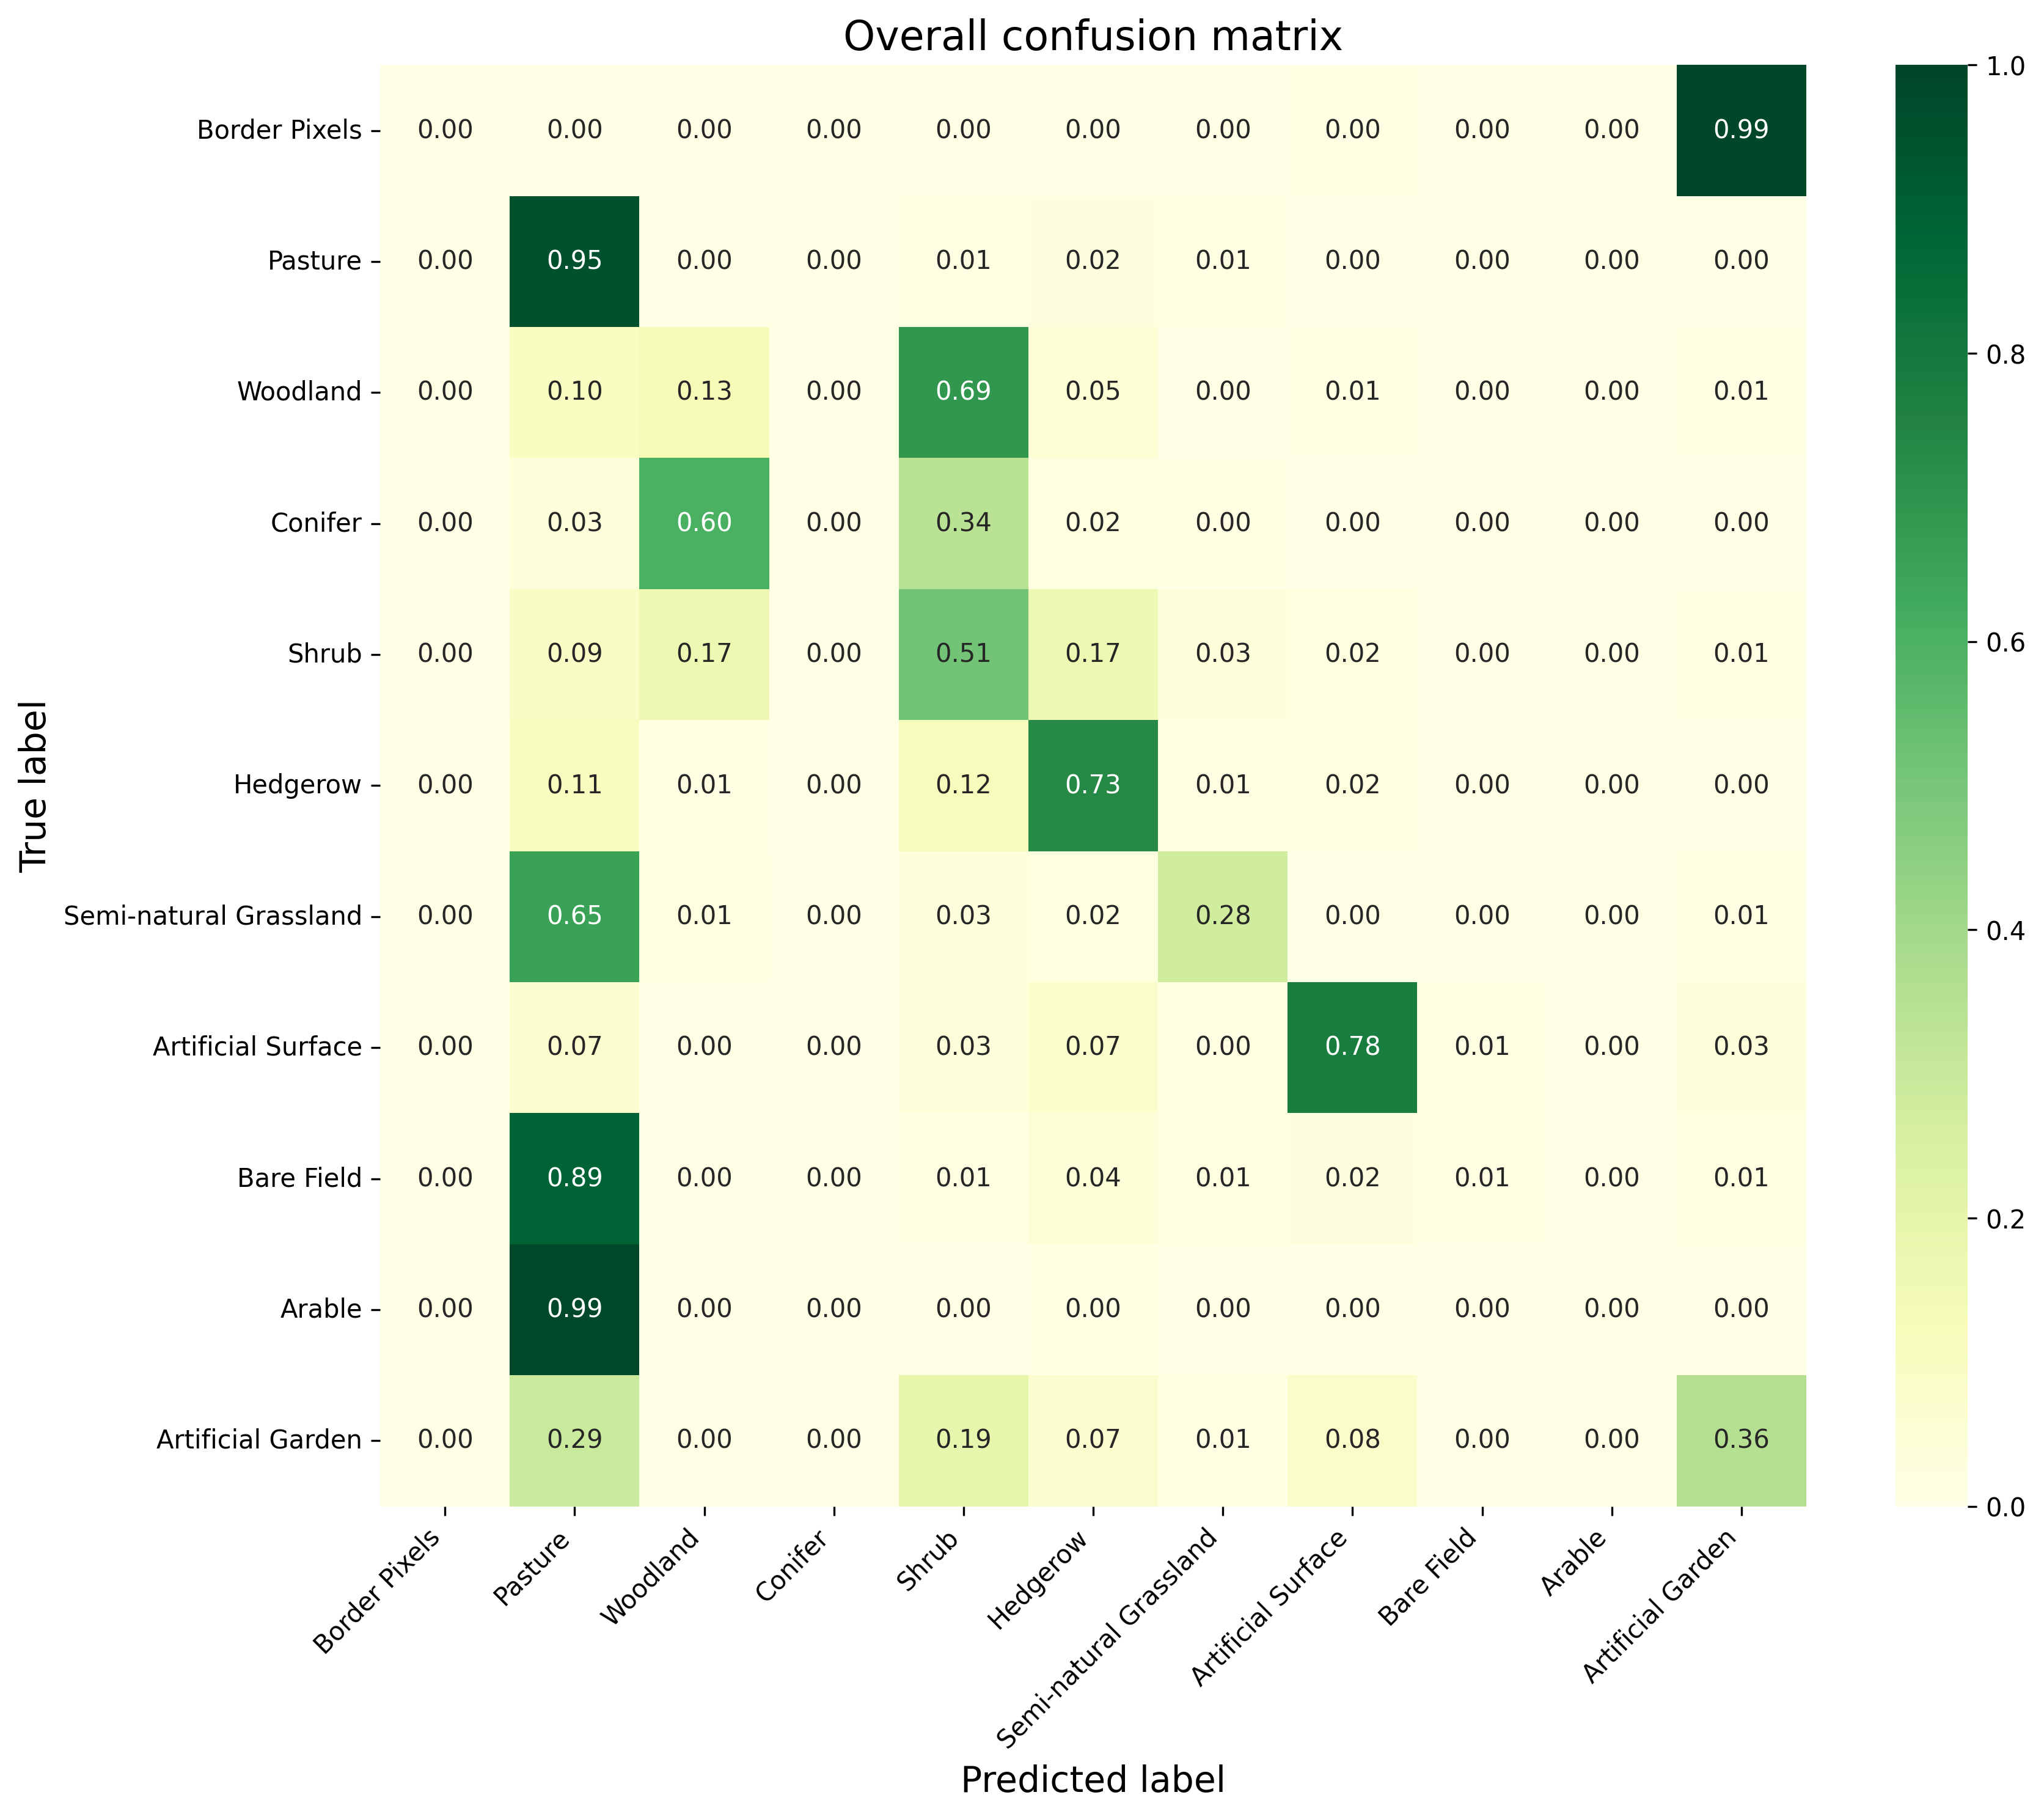 Overall confusion matrix
1.0
Border Pixels 0.00 0.00 0.00 0.00 0.00 0.00 0.00 0.00 0.00 0.00 0.99
Pasture 0.00 0.95 0.00 0.00 0.01 0.02 0.01 0.00 0.00 0.00 0.00
0.8
Woodland 0.00 0.10 0.13 0.00 0.69 0.05 0.00 0.01 0.00 0.00 0.01
Conifer 0.00 0.03 0.60 0.00 0.34 0.02 0.00 0.00 0.00 0.00 0.00
0.6
Shrub 0.00 0.09 0.17 0.00 0.51 0.17 0.03 0.02 0.00 0.00 0.01
True label
Hedgerow 0.00 0.11 0.01 0.00 0.12 0.73 0.01 0.02 0.00 0.00 0.00
Semi-natural Grassland 0.00 0.65 0.01 0.00 0.03 0.02 0.28 0.00 0.00 0.00 0.01
0.4
Artificial Surface 0.00 0.07 0.00 0.00 0.03 0.07 0.00 0.78 0.01 0.00 0.03
Bare Field 0.00 0.89 0.00 0.00 0.01 0.04 0.01 0.02 0.01 0.00 0.01
0.2
Arable 0.00 0.99 0.00 0.00 0.00 0.00 0.00 0.00 0.00 0.00 0.00
Artificial Garden 0.00 0.29 0.00 0.00 0.19 0.07 0.01 0.08 0.00 0.00 0.36
0.0
Border Pixels
Pasture
Woodland
Conifer
Shrub
Hedgerow
Semi-natural Grassland
Artificial Surface
Bare Field
Arable
Artificial Garden
Predicted label